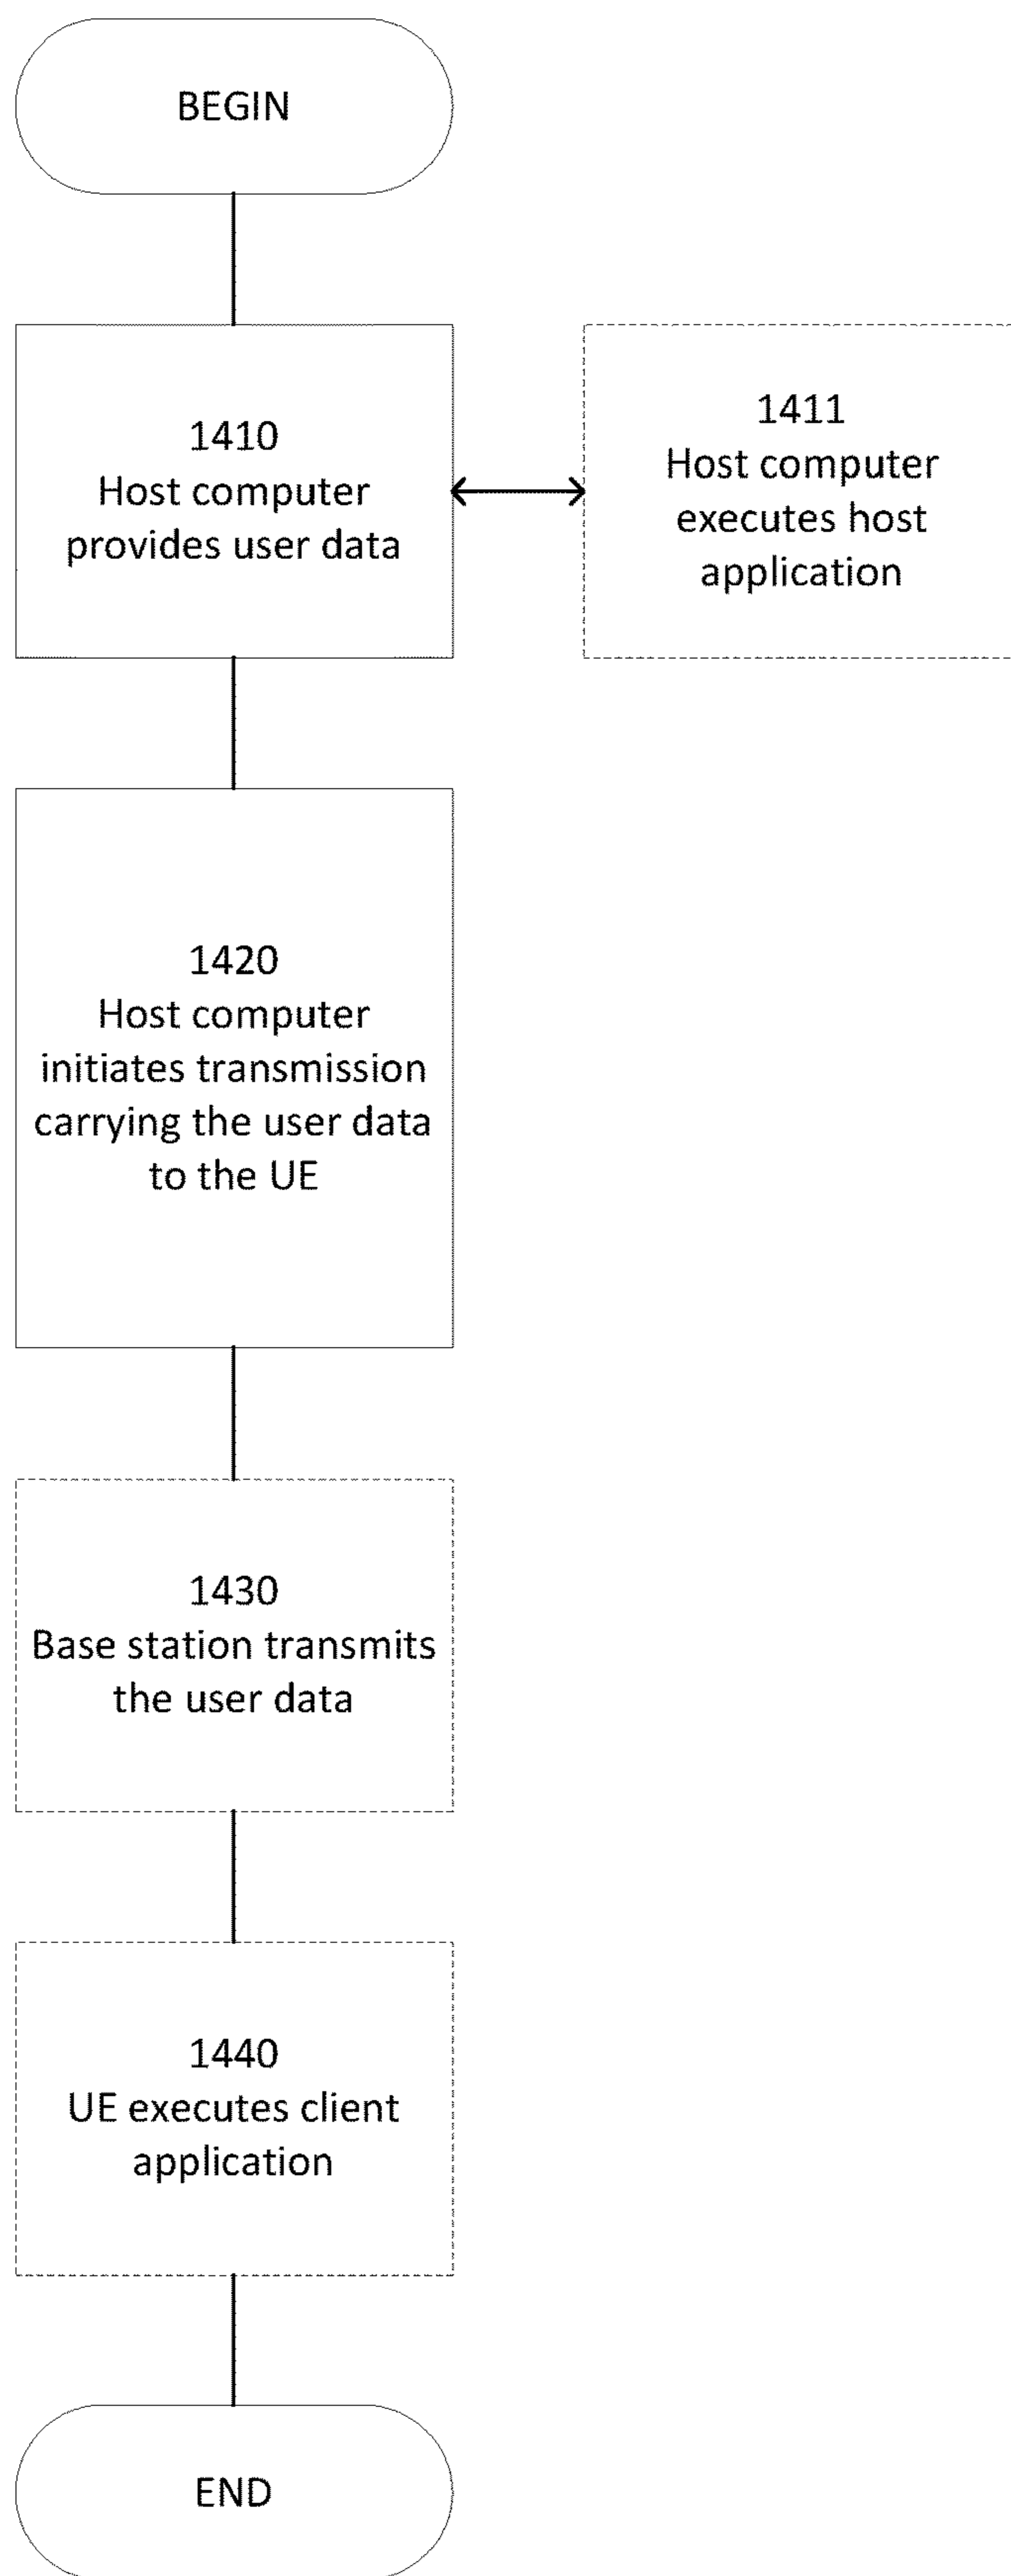 BEGIN
1410
Host computer
provides user data
1411
Host computer
executes host
application
1420
Host computer
initiates transmission
carrying the user data
to the UE
1430
Base station transmits
the user data
1440
UE executes client
application
END